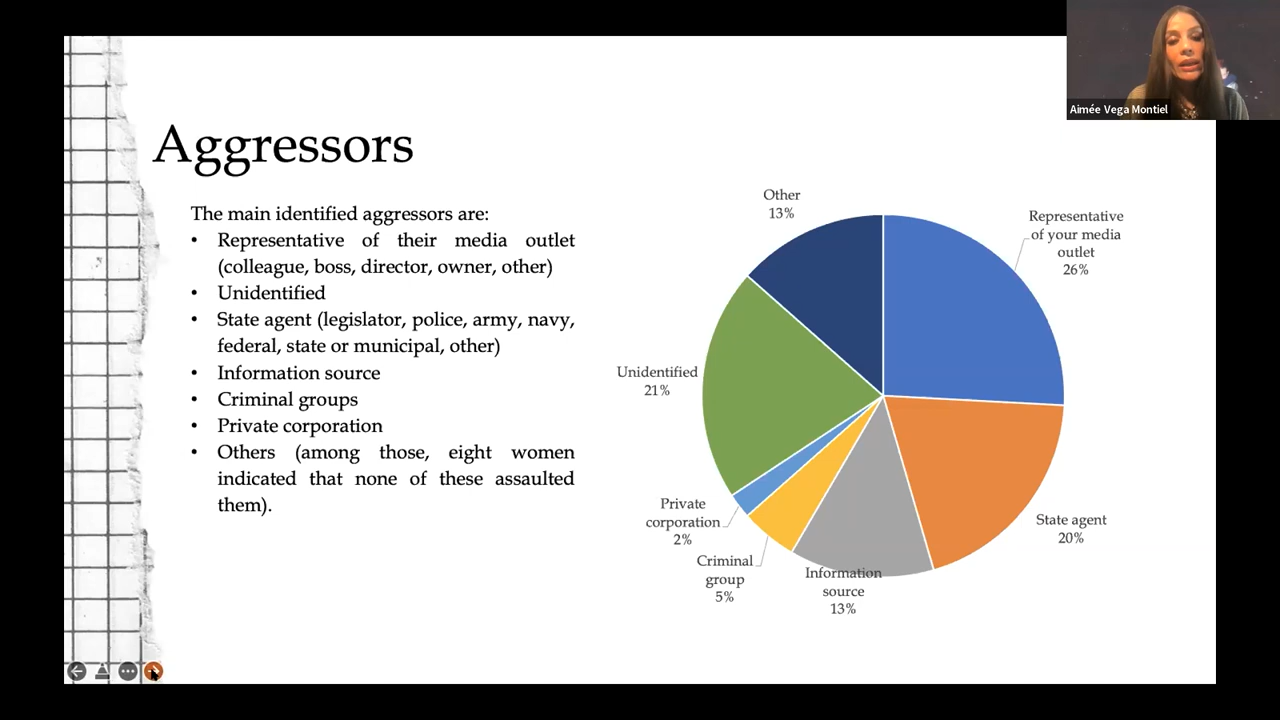 Aimée Vega Montiel
Aggressors
The main identified aggressors are:
• Representative of their media outlet
(colleague, boss, director, owner, other)
• Unidentified
• State agent (legislator, police, army, navy,
federal, state or municipal, other)
• Information source
• Criminal groups
• Private corporation
• Others (among those, eight women
indicated that none of these assaulted
them).
Other
13%
Representative
of your media
outlet
26%
Unidentified
21%
Private
corporation
2%
Criminal
group
5%
Information
source
13%
State agent
20%